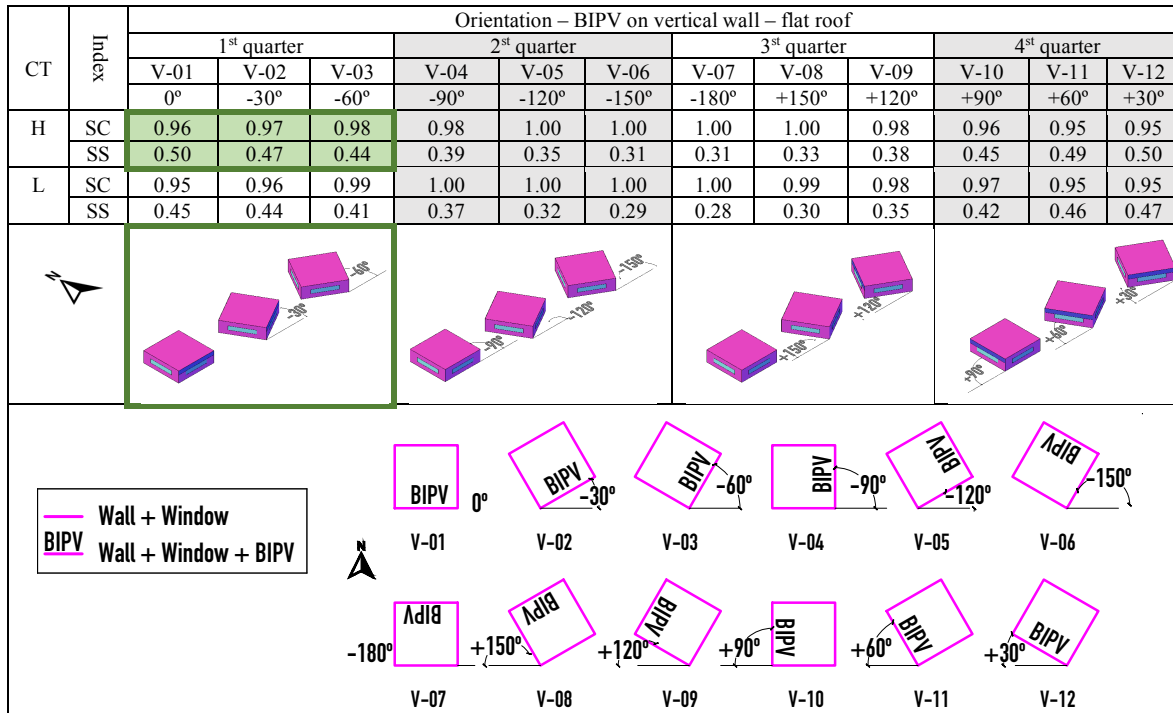 Orientation – BIPV on vertical wall – flat roof
CT Index 1st quarter 2st quarter 3st quarter 4st quarter
V-01 V-02 V-03 V-04 V-05 V-06 V-07 V-08 V-09 V-10 V-11 V-12
0º -30º -60º -90º -120º -150º -180º +150º +120º +90º +60º +30º
H SC 0.96 0.97 0.98 0.98 1.00 1.00 1.00 1.00 0.98 0.96 0.95 0.95
SS 0.50 0.47 0.44 0.39 0.35 0.31 0.31 0.33 0.38 0.45 0.49 0.50
L SC 0.95 0.96 0.99 1.00 1.00 1.00 1.00 0.99 0.98 0.97 0.95 0.95
SS 0.45 0.44 0.41 0.37 0.32 0.29 0.28 0.30 0.35 0.42 0.46 0.47
N
-30º -60º
-90º -120º -150º
+150º +120º
+90º +60º +30º
Wall + Window
BIPV Wall + Window + BIPV
N
BIPV 0º BIPV -30º BIPV -60º BIPV -90º BIPV -120º BIPV -150º
V-01 V-02 V-03 V-04 V-05 V-06
-180º BIPV +150º BIPV +120º BIPV +90º BIPV +60º BIPV +30º BIPV
V-07 V-08 V-09 V-10 V-11 V-12